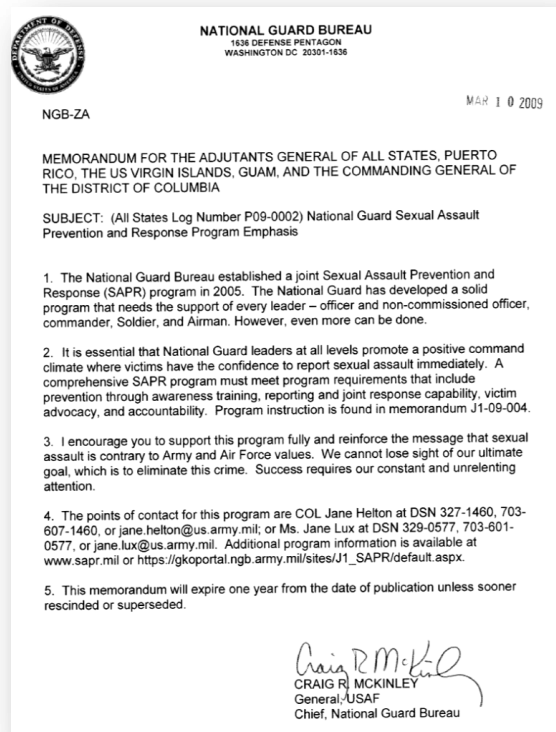 DEPARTMENT OF DEFENSE
UNITED STATES OF AMERICA
NATIONAL GUARD BUREAU
1636 DEFENSE PENTAGON
WASHINGTON DC 20301-1636
MAR 10 2009
NGB-ZA
MEMORANDUM FOR THE ADJUTANTS GENERAL OF ALL STATES, PUERTO
RICO, THE US VIRGIN ISLANDS, GUAM, AND THE COMMANDING GENERAL OF
THE DISTRICT OF COLUMBIA
SUBJECT: (All States Log Number P09-0002) National Guard Sexual Assault
Prevention and Response Program Emphasis
1. The National Guard Bureau established a joint Sexual Assault Prevention and
Response (SAPR) program in 2005. The National Guard has developed a solid
program that needs the support of every leader – officer and non-commissioned officer,
commander, Soldier, and Airman. However, even more can be done.
2. It is essential that National Guard leaders at all levels promote a positive command
climate where victims have the confidence to report sexual assault immediately. A
comprehensive SAPR program must meet program requirements that include
prevention through awareness training, reporting and joint response capability, victim
advocacy, and accountability. Program instruction is found in memorandum J1-09-004.
3. I encourage you to support this program fully and reinforce the message that sexual
assault is contrary to Army and Air Force values. We cannot lose sight of our ultimate
goal, which is to eliminate this crime. Success requires our constant and unrelenting
attention.
4. The points of contact for this program are COL Jane Helton at DSN 327-1460, 703-
607-1460, or jane.helton@us.army.mil; or Ms. Jane Lux at DSN 329-0577, 703-601-
0577, or jane.lux@us.army.mil. Additional program information is available at
www.sapr.mil or https://gkoportal.ngb.army.mil/sites/J1_SAPR/default.aspx.
5. This memorandum will expire one year from the date of publication unless sooner
rescinded or superseded.
Craig R McKinley
CRAIG R. MCKINLEY
General, USAF
Chief, National Guard Bureau